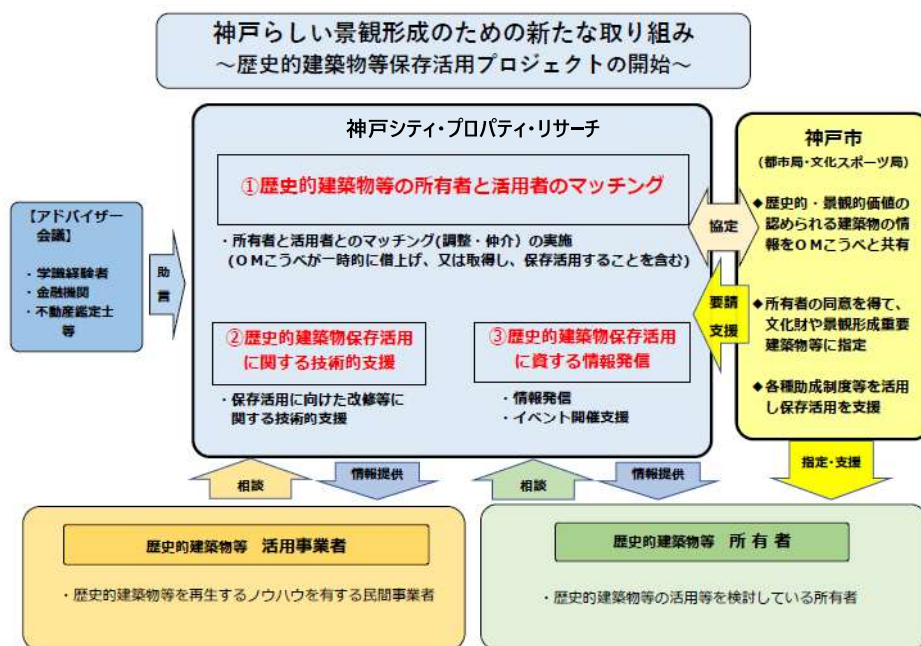 神戸らしい景観形成のための新たな取り組み
～歴史的建築物等保存活用プロジェクトの開始～
神戸シティ・プロパティ・リサーチ
①歴史的建築物等の所有者と活用者のマッチング
・所有者と活用者とのマッチング(調整・仲介）の実施
(OMこうべが一時的に借上げ、又は取得し、保存活用することを含む)
②歴史的建築物保存活用
に関する技術的支援
・保存活用に向けた改修等に
関する技術的支援
③歴史的建築物保存活用
に資する情報発信
・情報発信
・イベント開催支援
【アドバイザー
会議】
・学識経験者
・金融機関
・不動産鑑定士
等
助
言
協定
要請
支援
神戸市
(都市局・文化スポーツ局)
◆歴史的・景観的価値の
認められる建築物の情
報をOMこうべと共有
◆所有者の同意を得て、
文化財や景観形成重要
建築物等に指定
◆各種助成制度等を活用
し保存活用を支援
相談
情報提供
相談
情報提供
指定・支援
歴史的建築物等 活用事業者
・歴史的建築物等を再生するノウハウを有する民間事業者
歴史的建築物等 所有者
・歴史的建築物等の活用等を検討している所有者